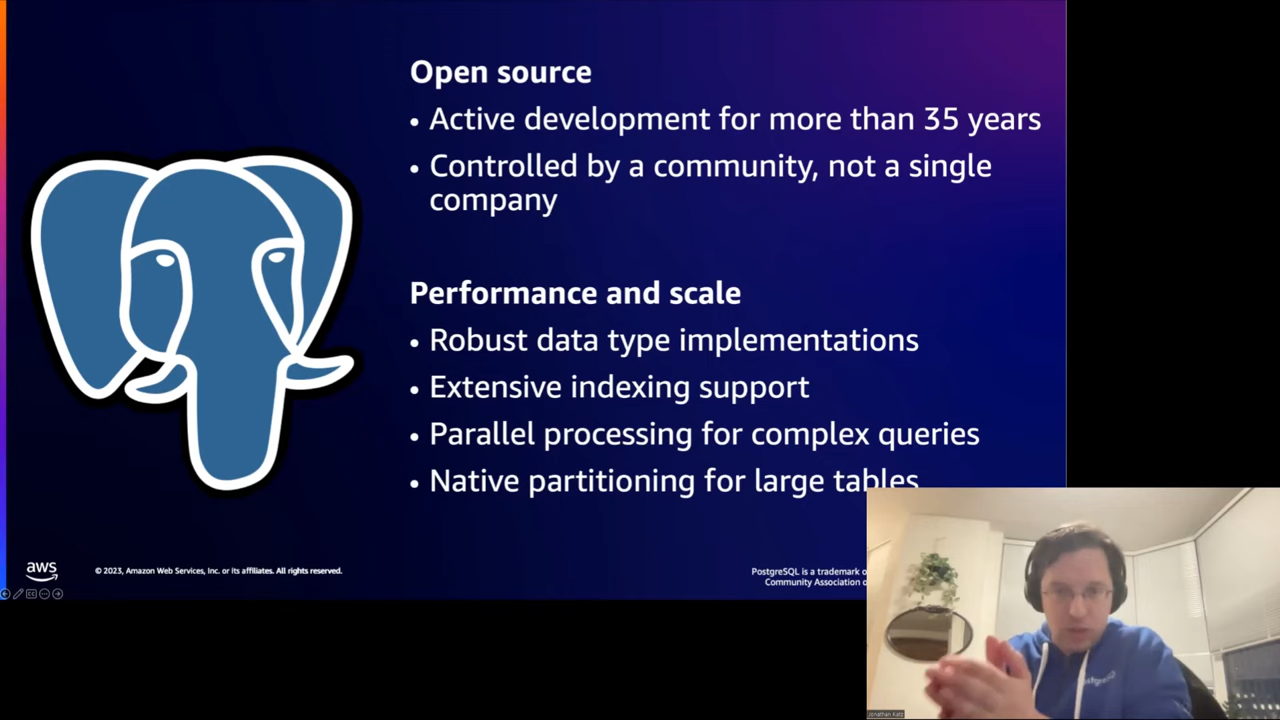 Open source
• Active development for more than 35 years
• Controlled by a community, not a single
company
Performance and scale
• Robust data type implementations
• Extensive indexing support
• Parallel processing for complex queries
• Native partitioning for large tables
aws
© 2023, Amazon Web Services, Inc. or its affiliates. All rights reserved.
PostgreSQL is a trademark o
Community Association o
Jonathan Katz